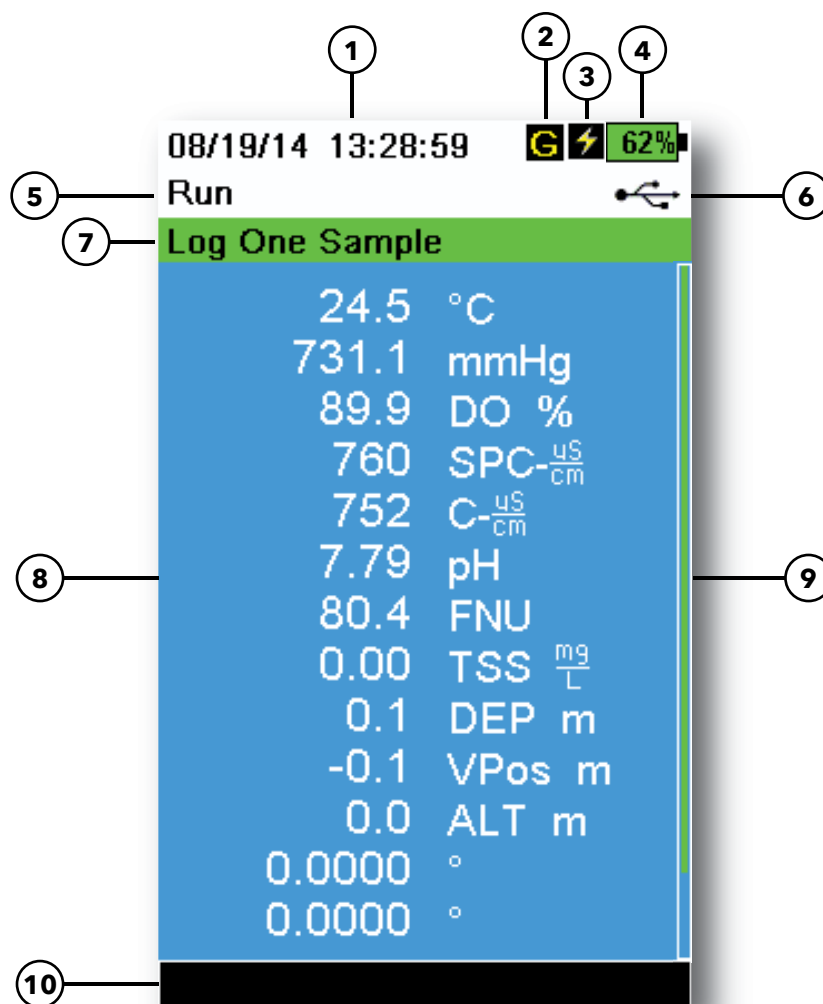 1
2
3
4
08/19/14 13:28:59 G 62%
5 Run 6
7 Log One Sample
24.5 °C
731.1 mmHg
89.9 DO %
760 SPC-uS/cm
752 C-uS/cm
8 7.79 pH 9
80.4 FNU
0.00 TSS mg/L
0.1 DEP m
-0.1 VPos m
0.0 ALT m
0.0000 °
0.0000 °
10